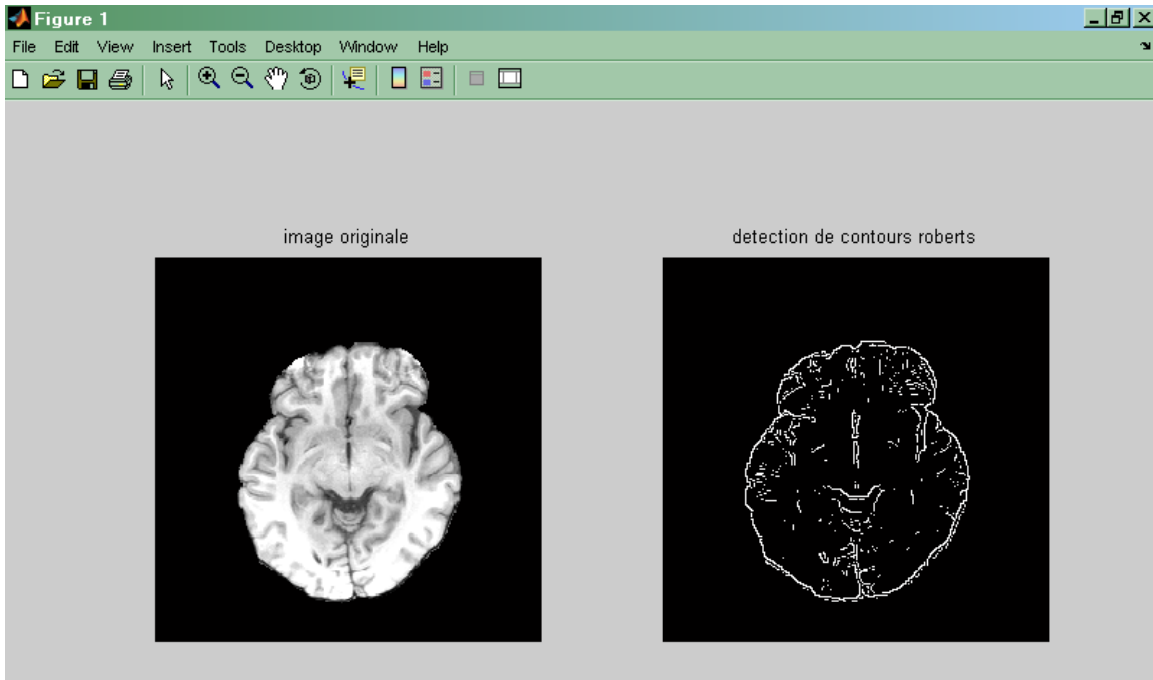 Figure 1
File Edit View Insert Tools Desktop Window Help
image originale
detection de contours roberts